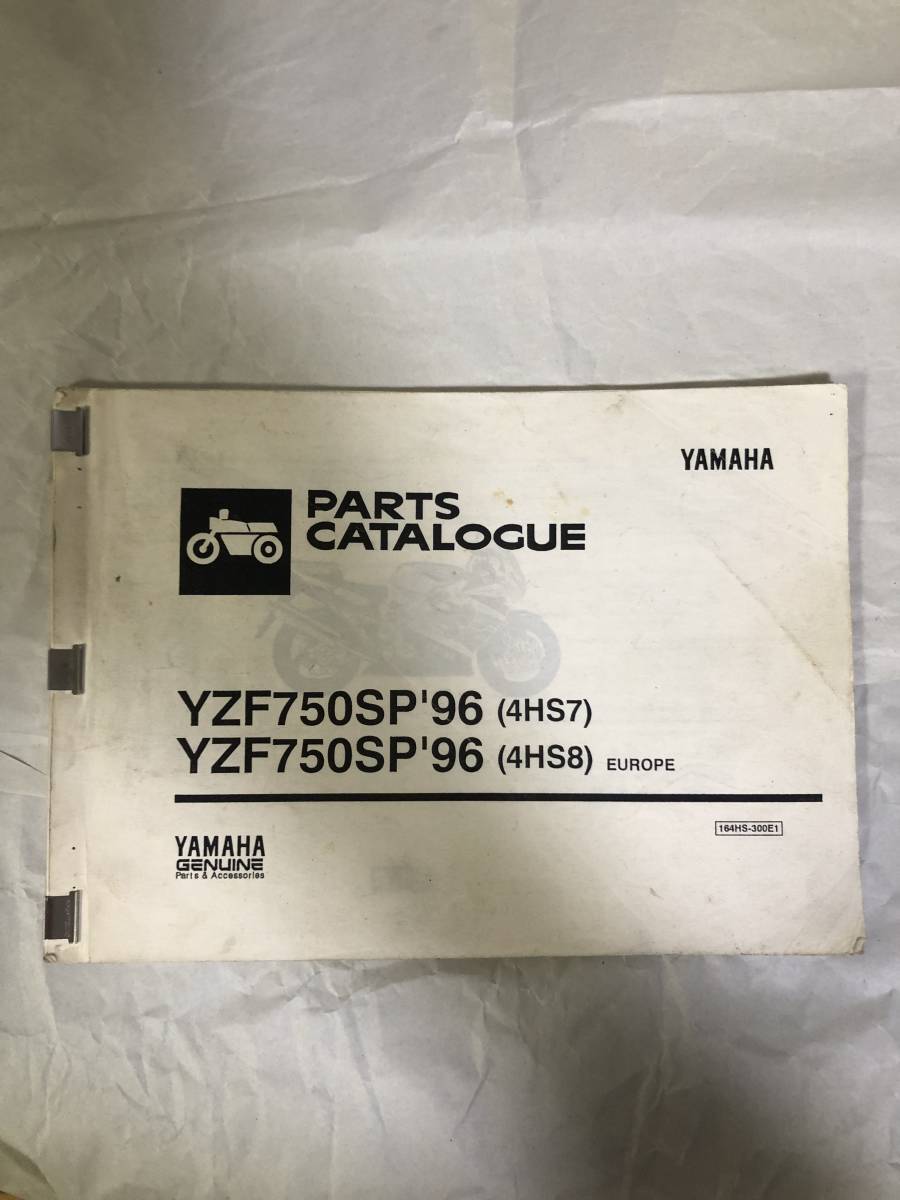 YAMAHA
PARTS
CATALOGUE
YZF750SP'96 (4HS7)
YZF750SP'96 (4HS8) EUROPE
164HS-300E1
YAMAHA
GENUINE
Parts & Accessories